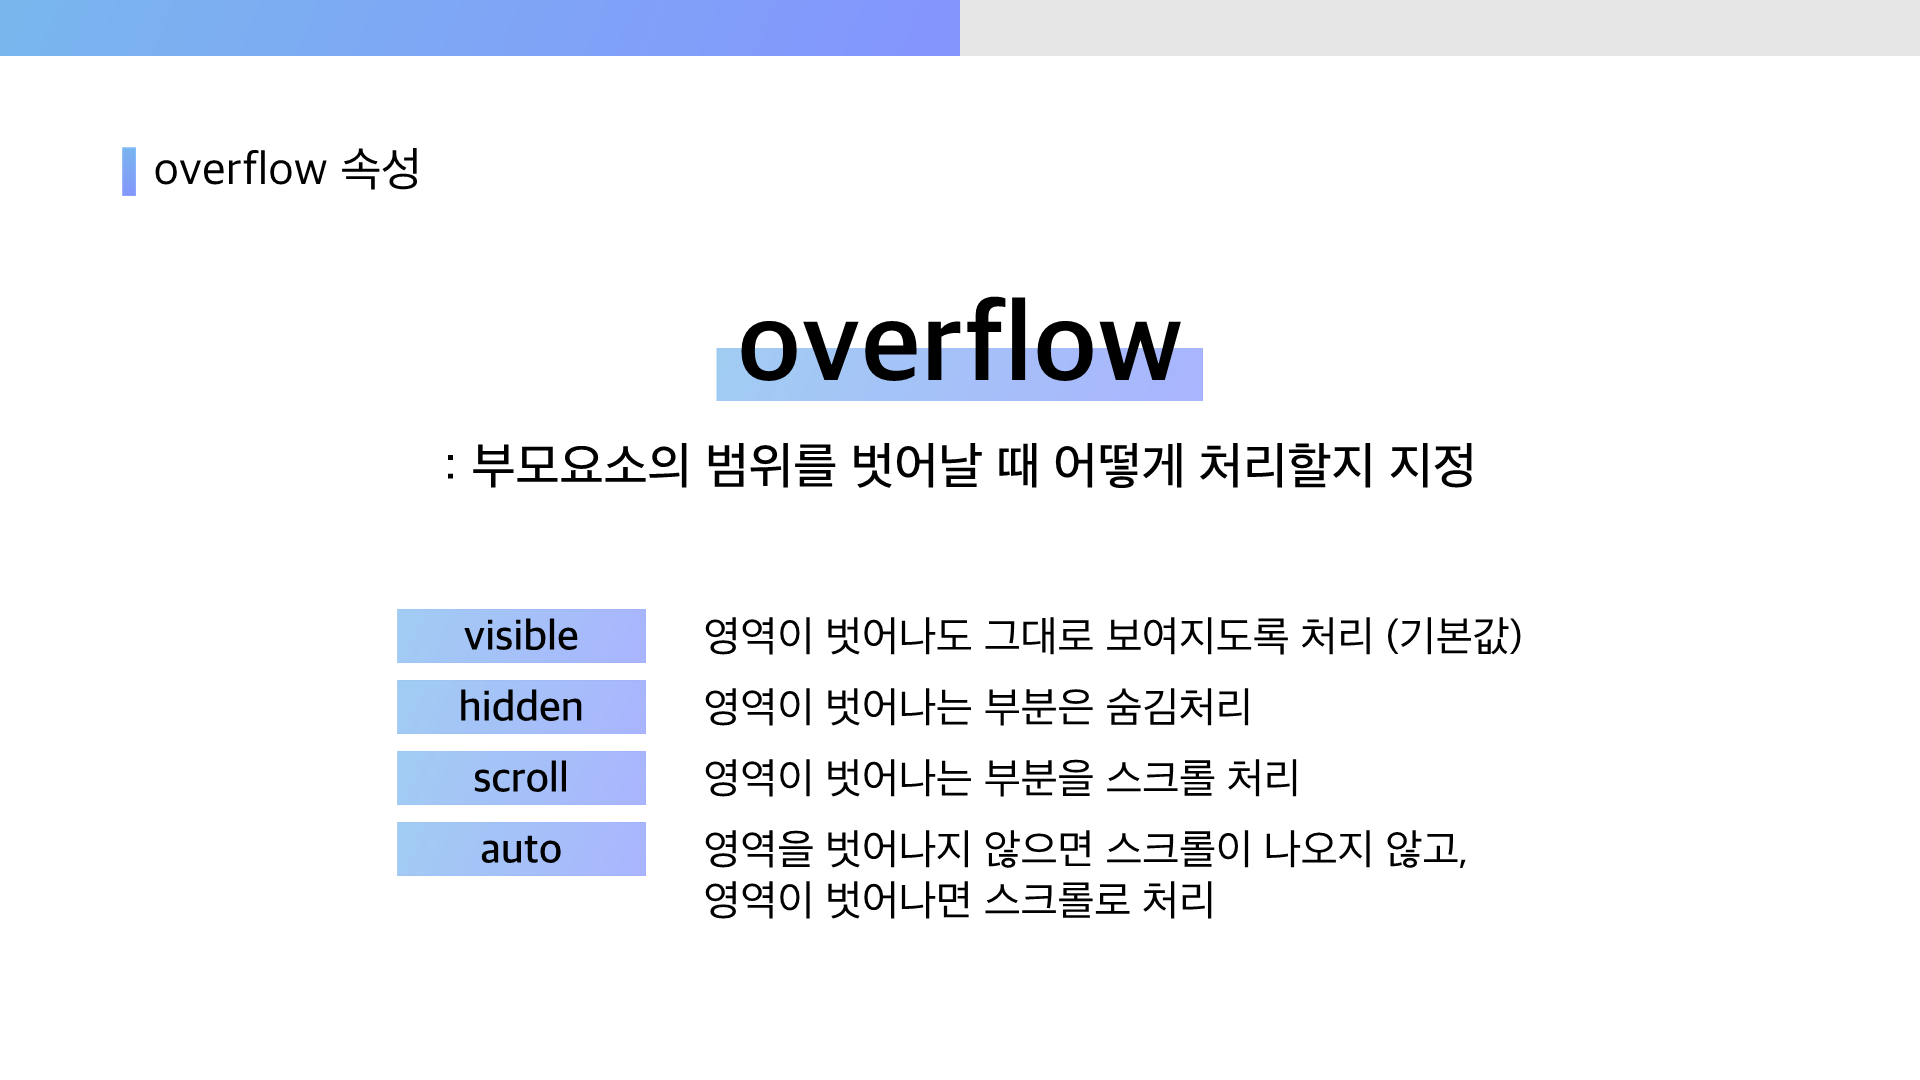 overflow 속성
overflow
: 부모요소의 범위를 벗어날 때 어떻게 처리할지 지정
visible 영역이 벗어나도 그대로 보여지도록 처리 (기본값)
hidden 영역이 벗어나는 부분은 숨김처리
scroll 영역이 벗어나는 부분을 스크롤 처리
auto 영역을 벗어나지 않으면 스크롤이 나오지 않고,
영역이 벗어나면 스크롤로 처리